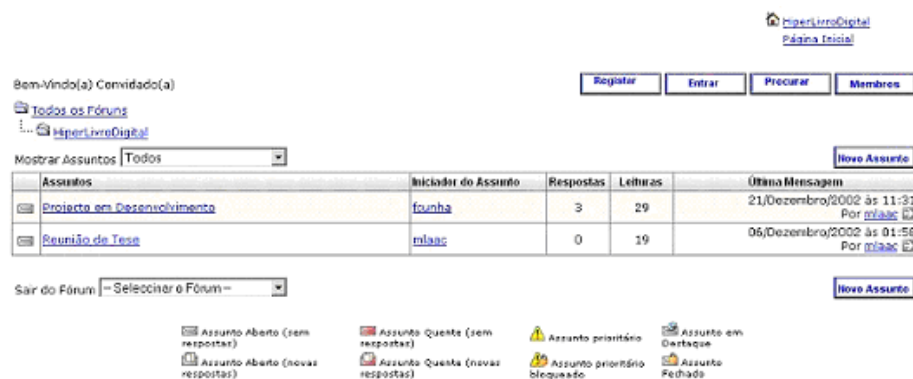 HiperLivroDigital
Página Inicial
Bem-Vindo(a) Convidado(a)
Registar Entrar Procurar Membros
Todos os Fóruns
HiperLivroDigital
Mostrar Assuntos Todos
Novo Assunto
Assuntos Iniciador do Assunto Respostas Leituras Última Mensagem
Projecto em Desenvolvimento fcunha 3 29 21/Dezembro/2002 às 11:31
Por mlaac
Reunião de Tese mlaac 0 19 06/Dezembro/2002 às 01:58
Por mlaac
Sair do Fórum -- Seleccinar o Fórum --
Novo Assunto
Assunto Aberto (sem respostas)
Assunto Quente (sem respostas)
Assunto prioritário
Assunto em Destaque
Assunto Aberto (novas respostas)
Assunto Quente (novas respostas)
Assunto prioritário bloqueado
Assunto Fechado